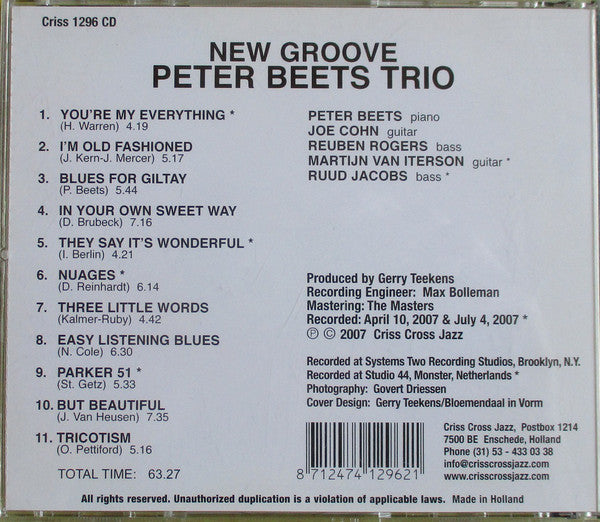 Criss 1296 CD
NEW GROOVE
PETER BEETS TRIO
1. YOU'RE MY EVERYTHING *
(H. Warren) 4.19
2. I'M OLD FASHIONED
(J. Kern-J. Mercer) 5.17
3. BLUES FOR GILTAY
(P. Beets) 5.44
4. IN YOUR OWN SWEET WAY
(D. Brubeck) 7.16
5. THEY SAY IT'S WONDERFUL *
(I. Berlin) 4.21
6. NUAGES *
(D. Reinhardt) 6.14
7. THREE LITTLE WORDS
(Kalmer-Ruby) 4.42
8. EASY LISTENING BLUES
(N. Cole) 6.30
9. PARKER 51 *
(St. Getz) 5.33
10. BUT BEAUTIFUL
(J. Van Heusen) 7.35
11. TRICOTISM
(O. Pettiford) 5.16
TOTAL TIME: 63.27
PETER BEETS piano
JOE COHN guitar
REUBEN ROGERS bass
MARTIJN VAN ITERSON guitar *
RUUD JACOBS bass *
Produced by Gerry Teekens
Recording Engineer: Max Bolleman
Mastering: The Masters
Recorded: April 10, 2007 & July 4, 2007 *
℗ © 2007 Criss Cross Jazz
Recorded at Systems Two Recording Studios, Brooklyn, N.Y.
Recorded at Studio 44, Monster, Netherlands *
Photography: Govert Driessen
Cover Design: Gerry Teekens/Bloemendaal in Vorm
8 712474 129621
Criss Cross Jazz, Postbox 1214
7500 BE Enschede, Holland
Phone (31) 53 - 433 03 38
info@crisscrossjazz.com
www.crisscrossjazz.com
All rights reserved. Unauthorized duplication is a violation of applicable laws. Made in Holland